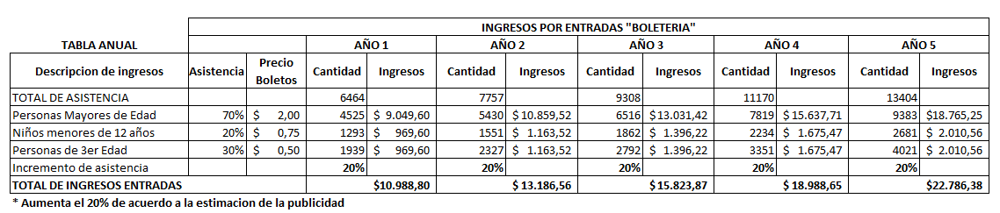 INGRESOS POR ENTRADAS "BOLETERIA"
TABLA ANUAL AÑO 1 AÑO 2 AÑO 3 AÑO 4 AÑO 5
Descripcion de ingresos Asistencia Precio Boletos Cantidad Ingresos Cantidad Ingresos Cantidad Ingresos Cantidad Ingresos Cantidad Ingresos
TOTAL DE ASISTENCIA 6464 7757 9308 11170 13404
Personas Mayores de Edad 70% $ 2,00 4525 $ 9.049,60 5430 $10.859,52 6516 $13.031,42 7819 $15.637,71 9383 $18.765,25
Niños menores de 12 años 20% $ 0,75 1293 $ 969,60 1551 $ 1.163,52 1862 $ 1.396,22 2234 $ 1.675,47 2681 $ 2.010,56
Personas de 3er Edad 30% $ 0,50 1939 $ 969,60 2327 $ 1.163,52 2792 $ 1.396,22 3351 $ 1.675,47 4021 $ 2.010,56
Incremento de asistencia 20% 20% 20% 20% 20%
TOTAL DE INGRESOS ENTRADAS $10.988,80 $ 13.186,56 $ 15.823,87 $ 18.988,65 $22.786,38
* Aumenta el 20% de acuerdo a la estimacion de la publicidad